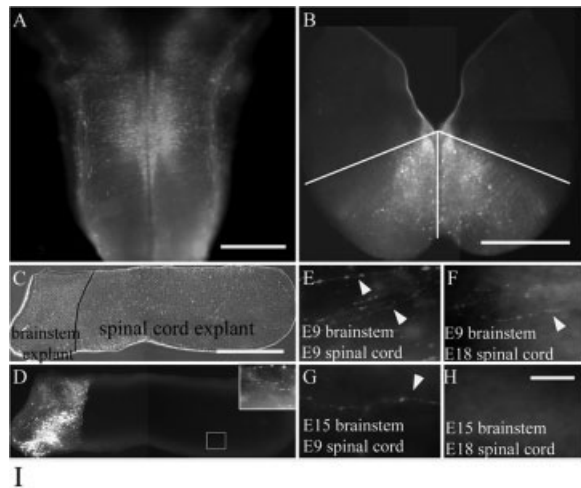 A
B
C
brainstem
explant
spinal cord explant
E
E9 brainstem
E9 spinal cord
F
E9 brainstem
E18 spinal cord
D
G
E15 brainstem
E9 spinal cord
H
E15 brainstem
E18 spinal cord
I